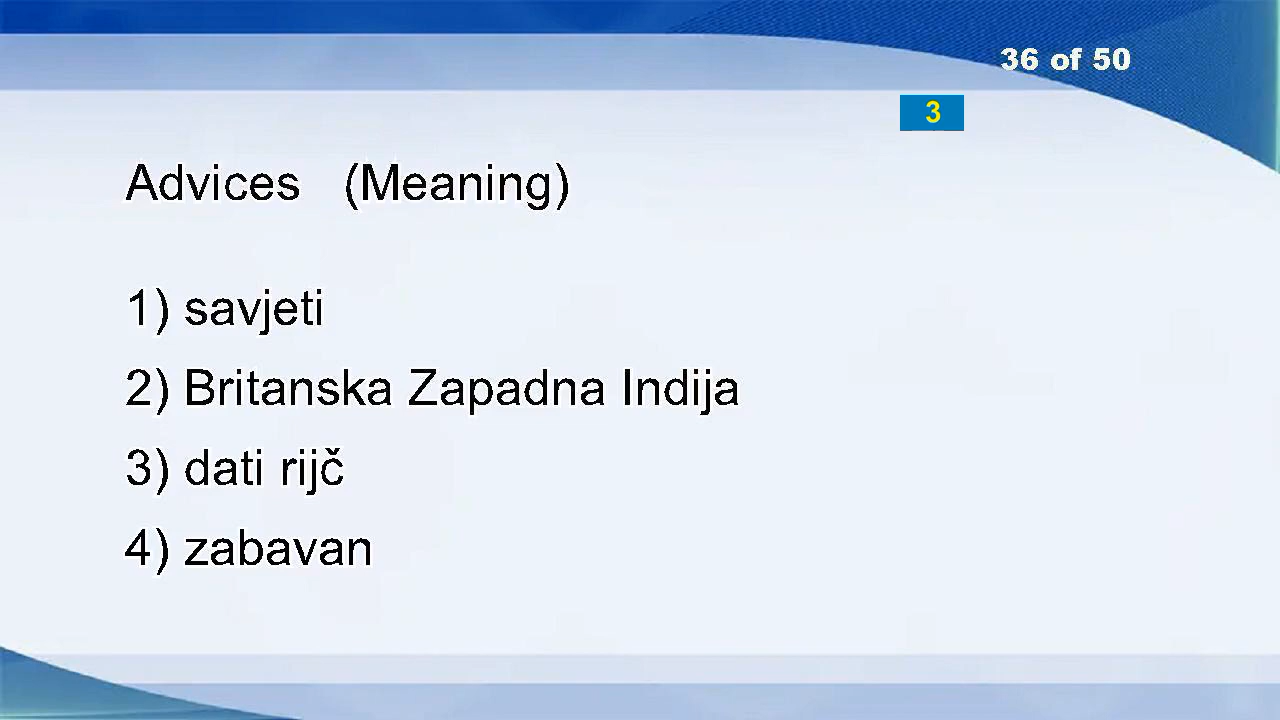 36 of 50
3
Advices (Meaning)
1) savjeti
2) Britanska Zapadna Indija
3) dati rijč
4) zabavan